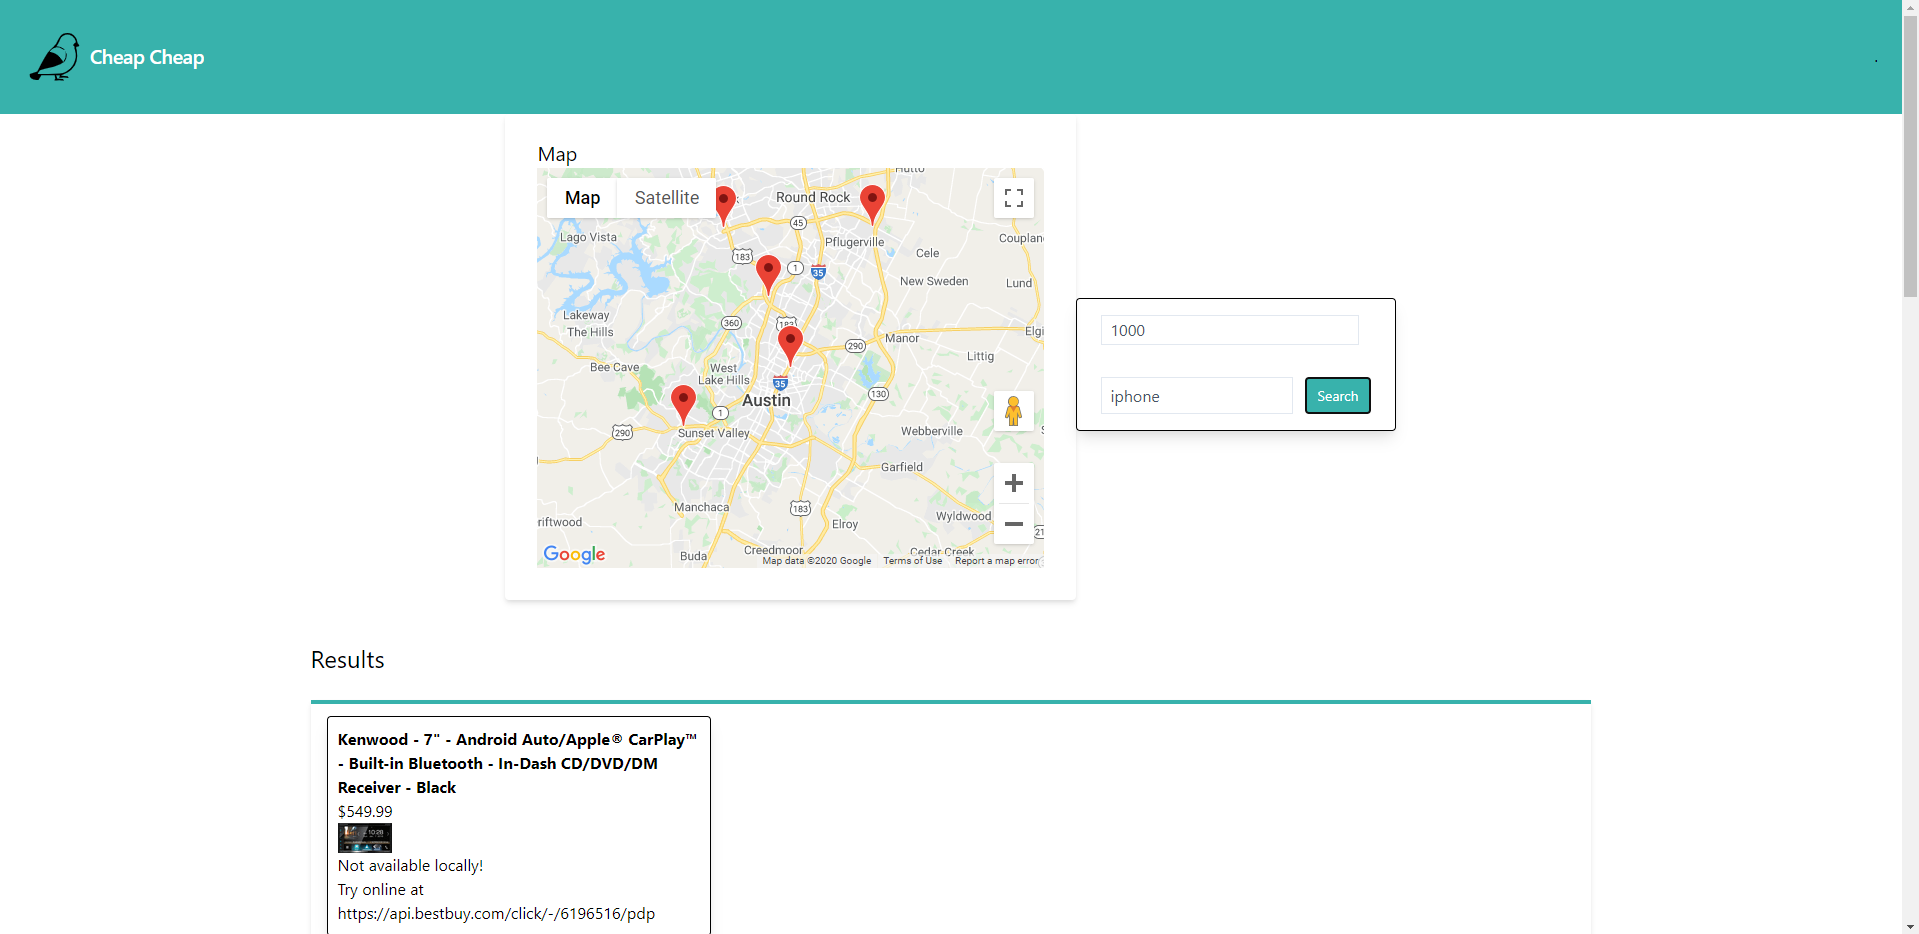 Cheap Cheap
.
Map
Map
Satellite
Hutto
Round Rock
45
Lago Vista
Pflugerville
Coupland
183
Cele
1
35
New Sweden
Lund
Lakeway
The Hills
360
183
Elgi
290
Manor
Littig
Bee Cave
West
Lake Hills
35
130
Austin
1
290
Sunset Valley
Webberville
Garfield
Manchaca
183
riftwood
Elroy
Wyldwood
21
Buda
Creedmoor
Cedar Creek
Google
Map data ©2020 Google
Terms of Use
Report a map error
1000
iphone
Search
Results
Kenwood - 7" - Android Auto/Apple® CarPlay™
- Built-in Bluetooth - In-Dash CD/DVD/DM
Receiver - Black
$549.99
10:28
Not available locally!
Try online at
https://api.bestbuy.com/click/-/6196516/pdp